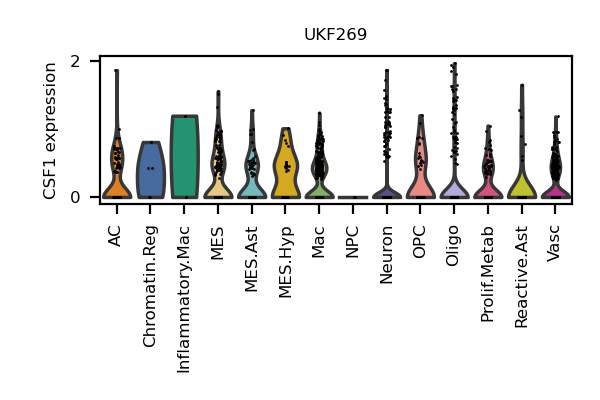 UKF269
CSF1 expression
2
0
AC
Chromatin.Reg
Inflammatory.Mac
MES
MES.Ast
MES.Hyp
Mac
NPC
Neuron
OPC
Oligo
Prolif.Metab
Reactive.Ast
Vasc